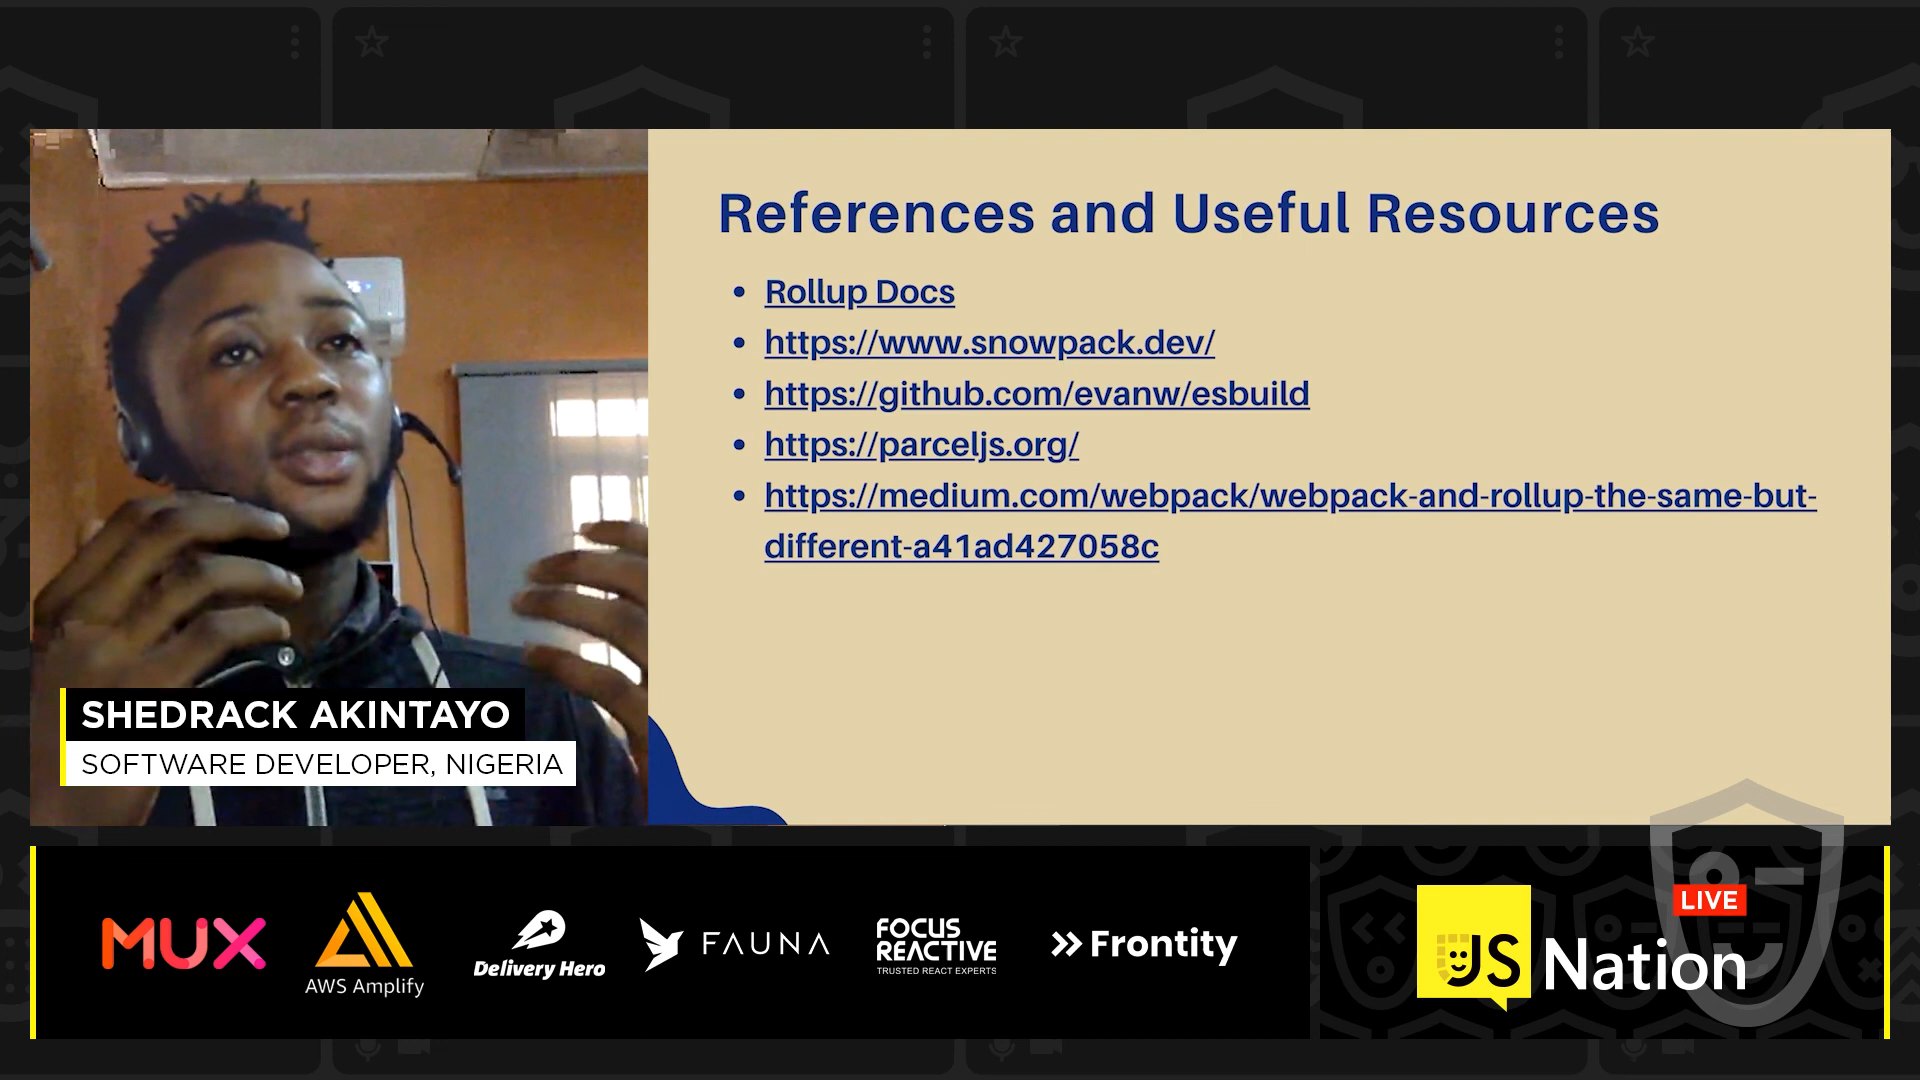 References and Useful Resources
Rollup Docs
https://www.snowpack.dev/
https://github.com/evanw/esbuild
https://parceljs.org/
https://medium.com/webpack/webpack-and-rollup-the-same-but-
different-a41ad427058c
SHEDRACK AKINTAYO
SOFTWARE DEVELOPER, NIGERIA
MUX
AWS Amplify
Delivery Hero
FAUNA
FOCUS
REACTIVE
TRUSTED REACT EXPERTS
Frontity
LIVE
JS Nation